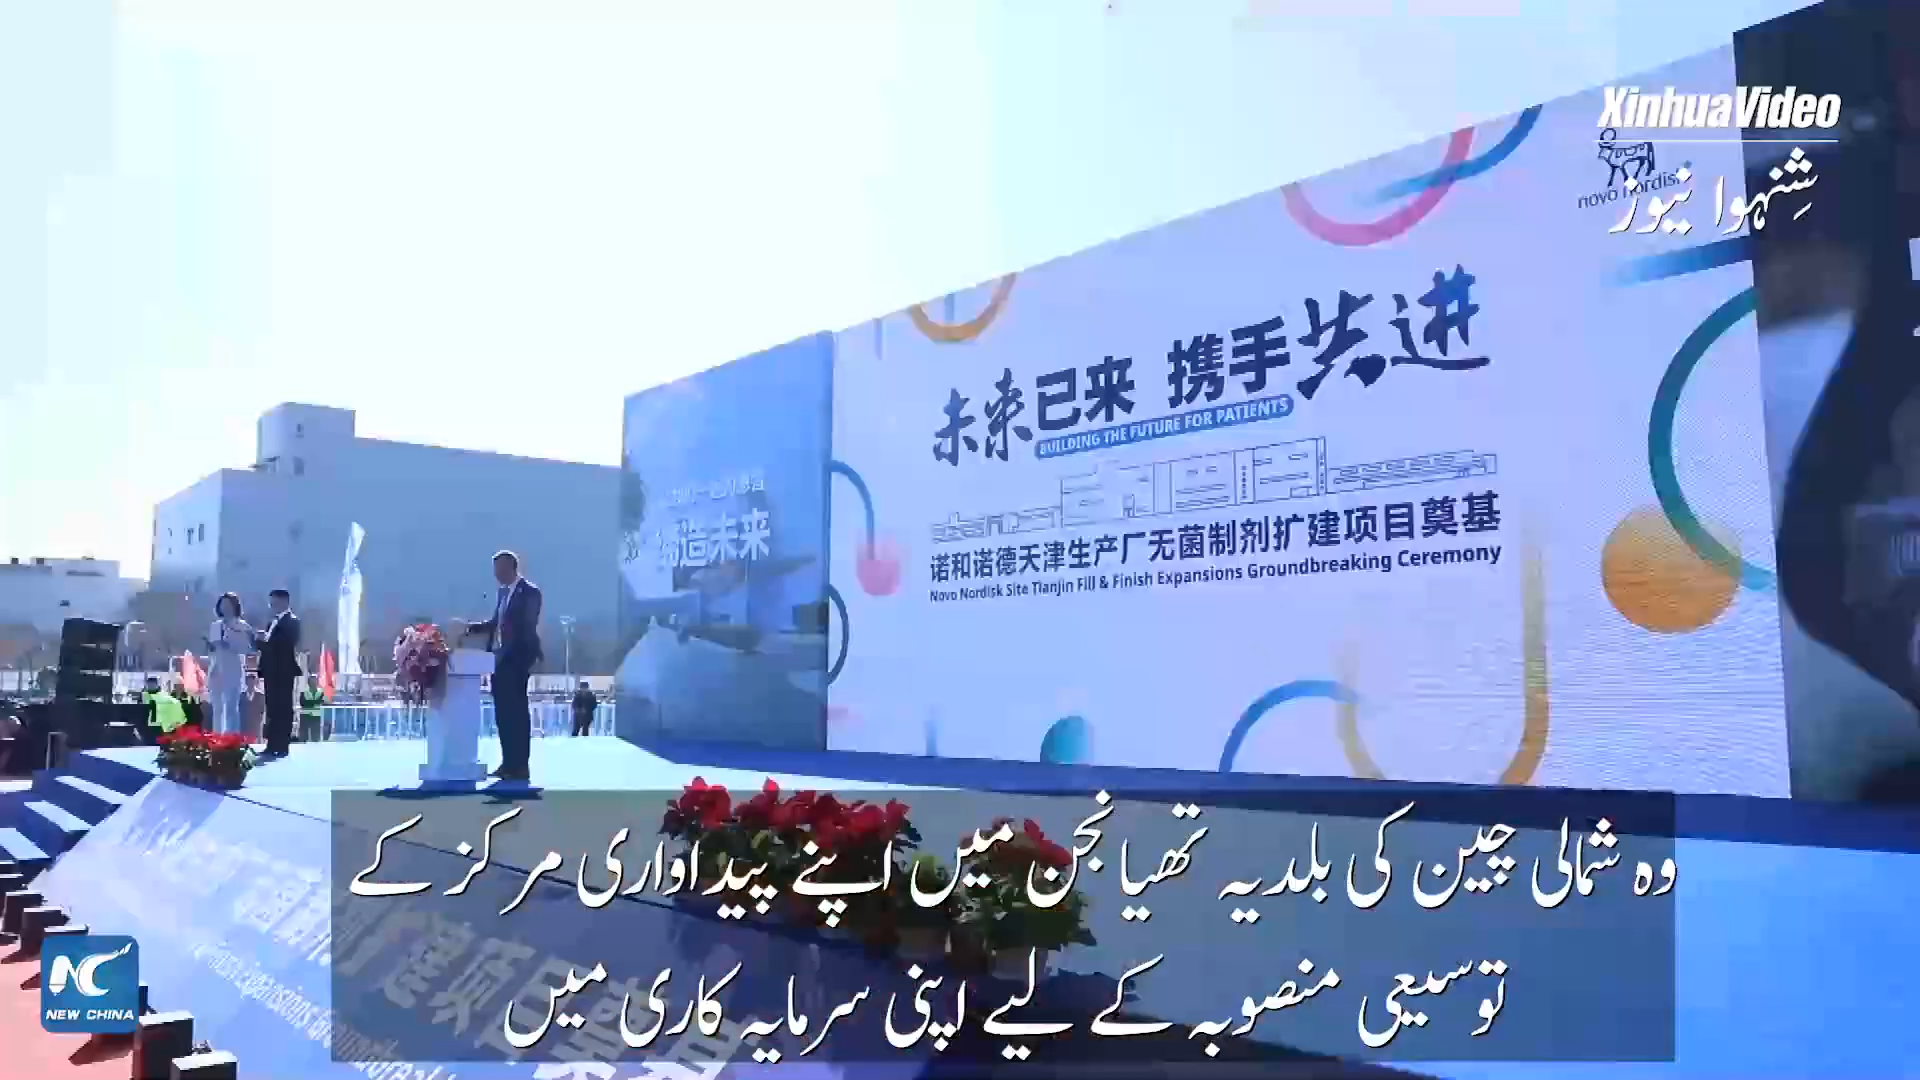 XinhuaVideo
novo nordisk
شِنہوا نیوز
未来已来 携手共进
BUILDING THE FUTURE FOR PATIENTS
诺和诺德天津生产厂无菌制剂扩建项目奠基
Novo Nordisk Site Tianjin Fill & Finish Expansions Groundbreaking Ceremony
缔造未来
وہ شمالی چین کی بلدیہ تھیانجن میں اپنے پیداواری مرکز کے
توسیعی منصوبہ کے لیے اپنی سرمایہ کاری میں
NC
NEW CHINA